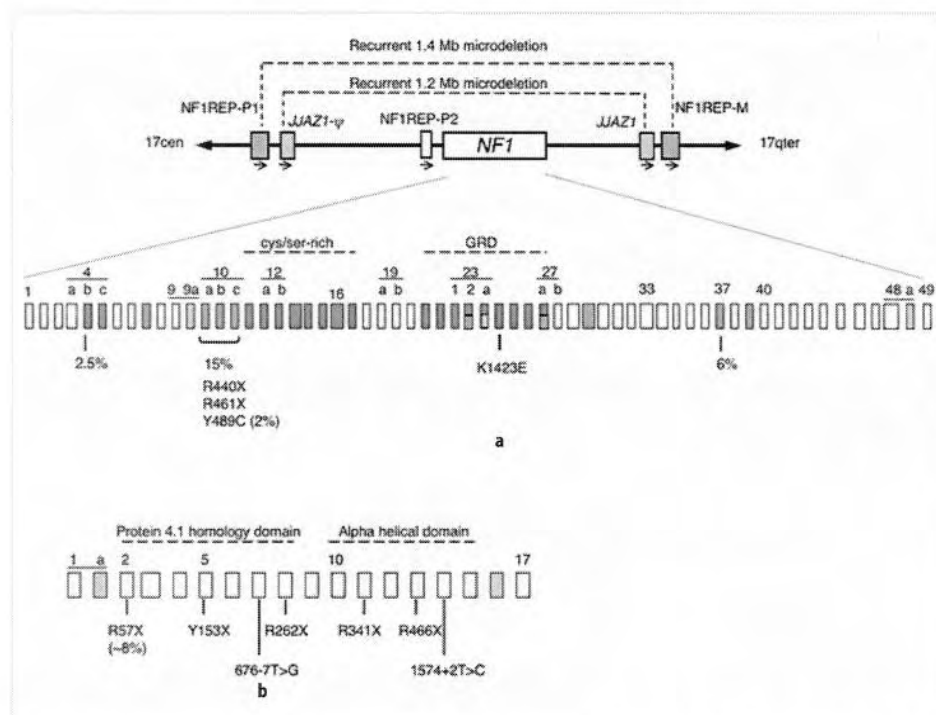 Recurrent 1.4 Mb microdeletion
Recurrent 1.2 Mb microdeletion
NF1REP-P1 JJAZ1-ψ NF1REP-P2 JJAZ1 NF1REP-M
17cen NF1 17qter
cys/ser-rich GRD
4 10 12 19 23 27
1 a b c 9 9a a b c a b 16 a b 1 2 a a b 33 37 40 48 a 49
2.5% 15% K1423E 6%
R440X
R461X
Y489C (2%)
a
Protein 4.1 homology domain Alpha helical domain
1 a 2 5 10 17
R57X Y153X R262X R341X R466X
(~8%)
676-7T>G 1574+2T>C
b